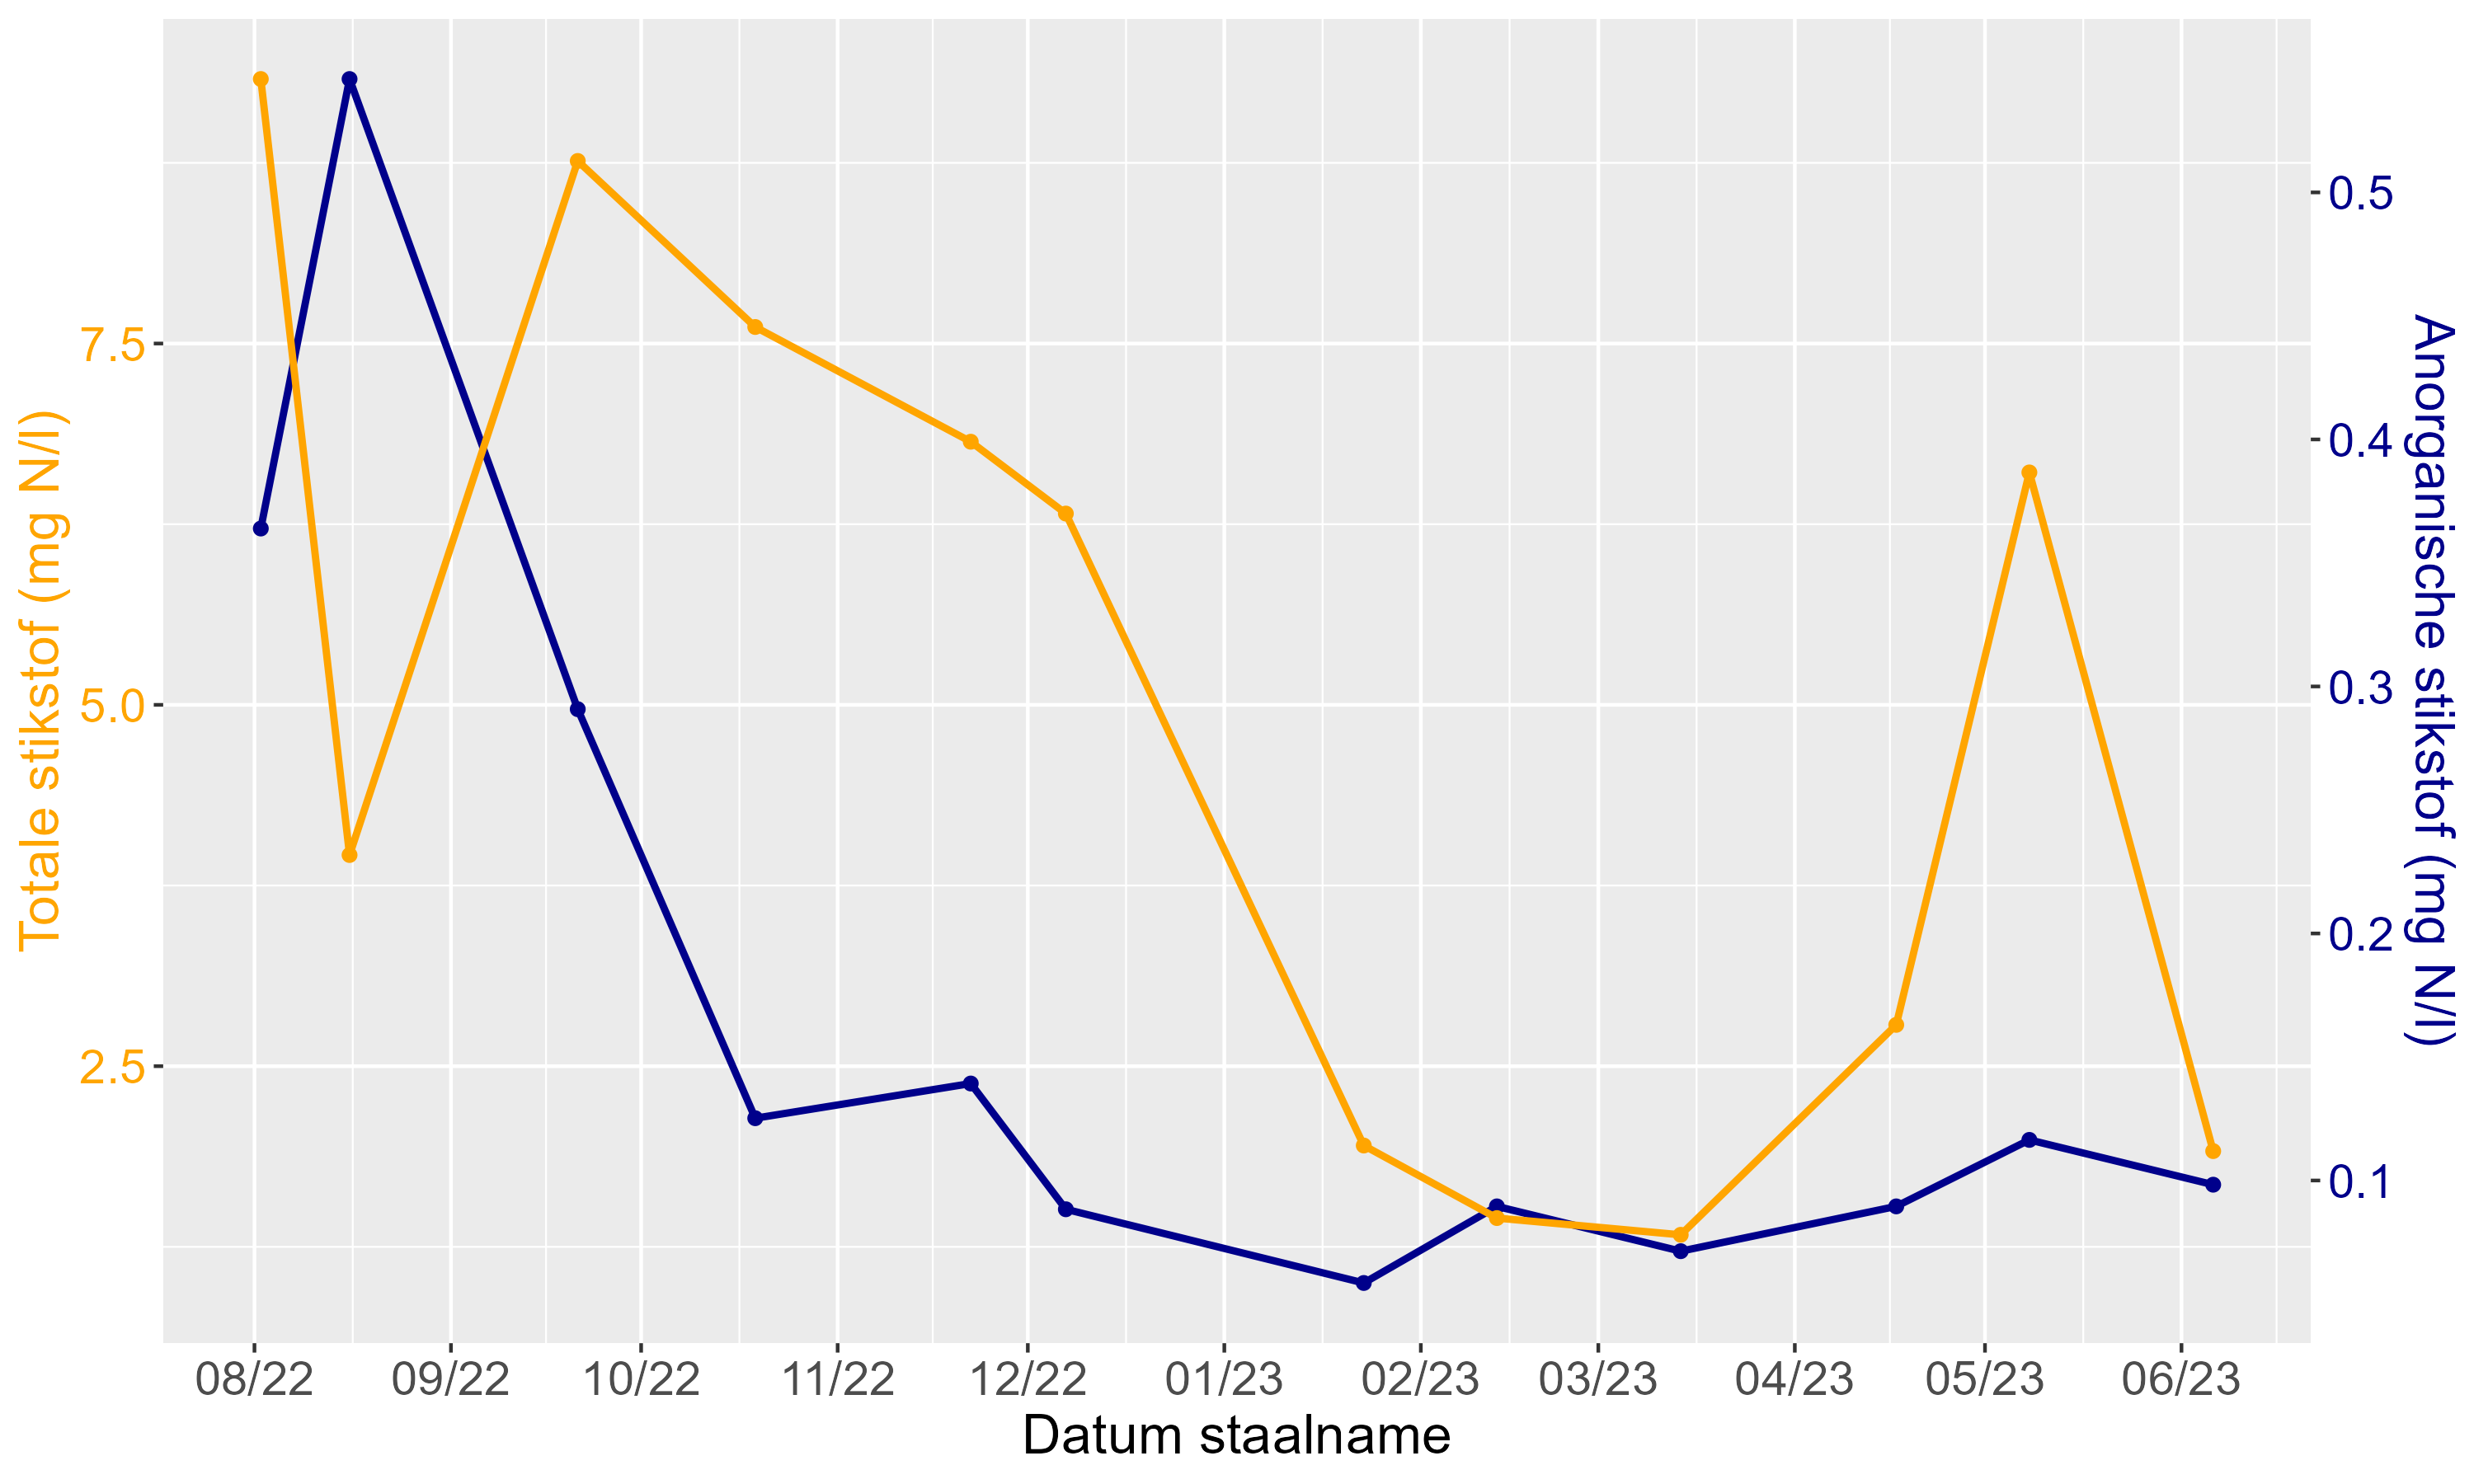 Totale stikstof (mg N/l)
7.5
5.0
2.5
0.5
0.4
0.3
0.2
0.1
Anorganische stikstof (mg N/l)
08/22 09/22 10/22 11/22 12/22 01/23 02/23 03/23 04/23 05/23 06/23
Datum staalname